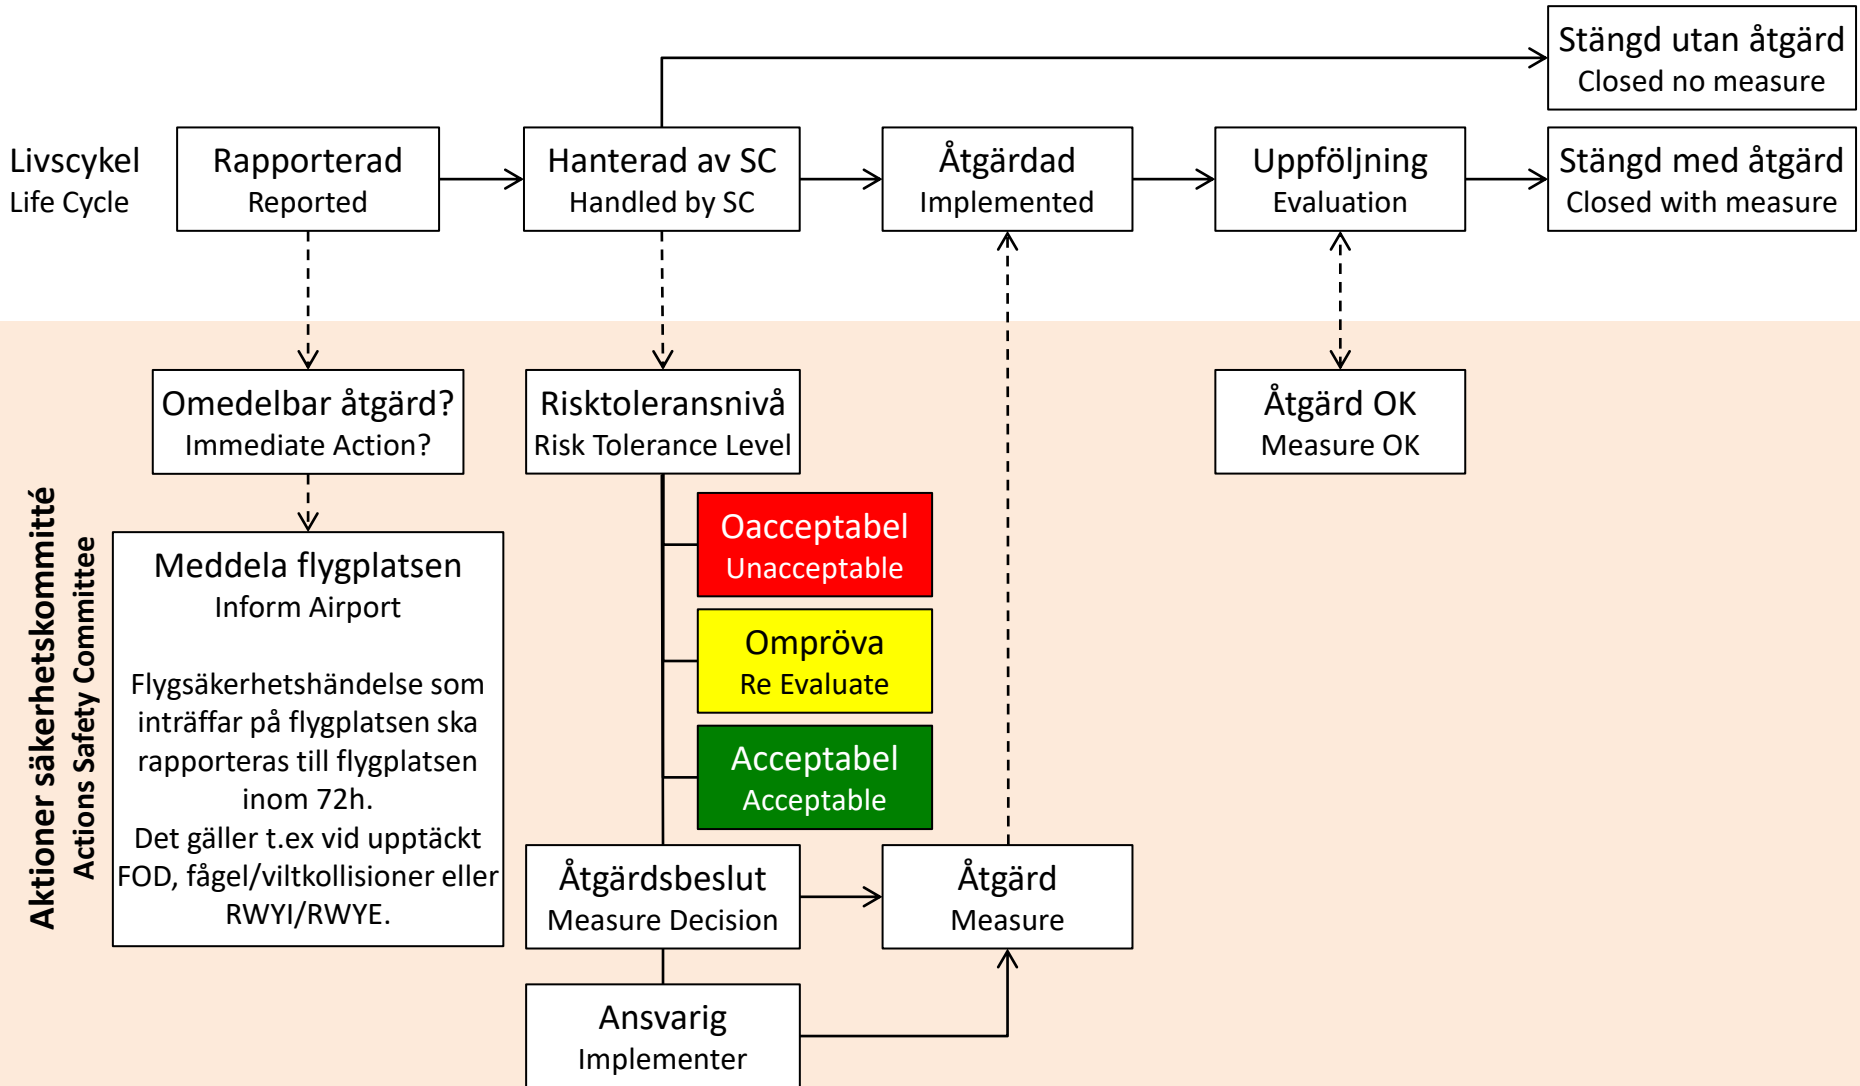 Stängd utan åtgärd
Closed no measure
Livscykel
Life Cycle
Rapporterad
Reported
Hanterad av SC
Handled by SC
Åtgärdad
Implemented
Uppföljning
Evaluation
Stängd med åtgärd
Closed with measure
Aktioner säkerhetskommitté
Actions Safety Committee
Omedelbar åtgärd?
Immediate Action?
Meddela flygplatsen
Inform Airport
Flygsäkerhetshändelse som
inträffar på flygplatsen ska
rapporteras till flygplatsen
inom 72h.
Det gäller t.ex vid upptäckt
FOD, fågel/viltkollisioner eller
RWYI/RWYE.
Risktoleransnivå
Risk Tolerance Level
Oacceptabel
Unacceptable
Ompröva
Re Evaluate
Acceptabel
Acceptable
Åtgärdsbeslut
Measure Decision
Ansvarig
Implementer
Åtgärd
Measure
Åtgärd OK
Measure OK